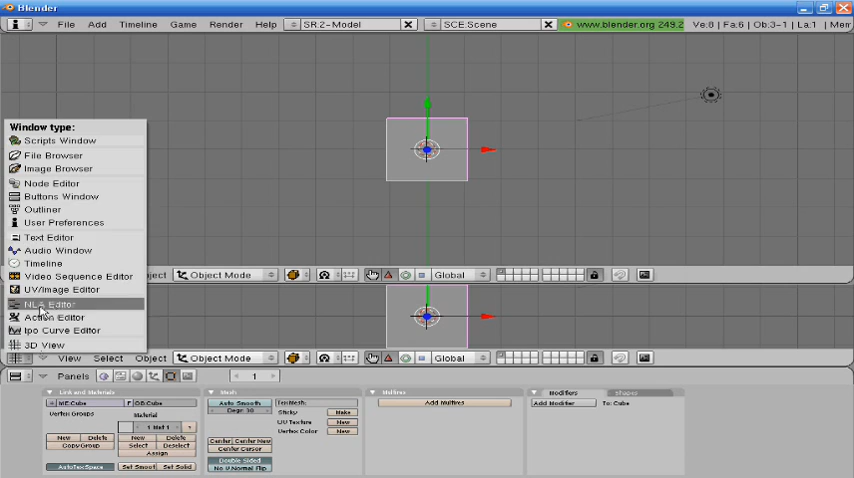 Blender
File Add Timeline Game Render Help SR:2-Model SCE:Scene www.blender.org 249.2 Ve:8 | Fa:6 | Ob:3-1 | La:1 | Mem
Window type:
Scripts Window
File Browser
Image Browser
Node Editor
Buttons Window
Outliner
User Preferences
Text Editor
Audio Window
Timeline
Video Sequence Editor
UV/Image Editor
NLA Editor
Action Editor
Ipo Curve Editor
3D View
bject Object Mode Global
View Select Object Object Mode Global
Panels 1
Link and Materials
ME:Cube F OB:Cube
Vertex Groups
Material
1 Mat 1
New Delete New Delete
Copy Group Select Deselect
Assign
AutoTexSpace Set Smoot Set Solid
Mesh
Auto Smooth
Degr: 30
TexMesh:
Sticky Make
UV Texture New
Vertex Color New
Center Center New
Center Cursor
Double Sided
No V.Normal Flip
Multires
Add Multires
Modifiers Shapes
Add Modifier To: Cube